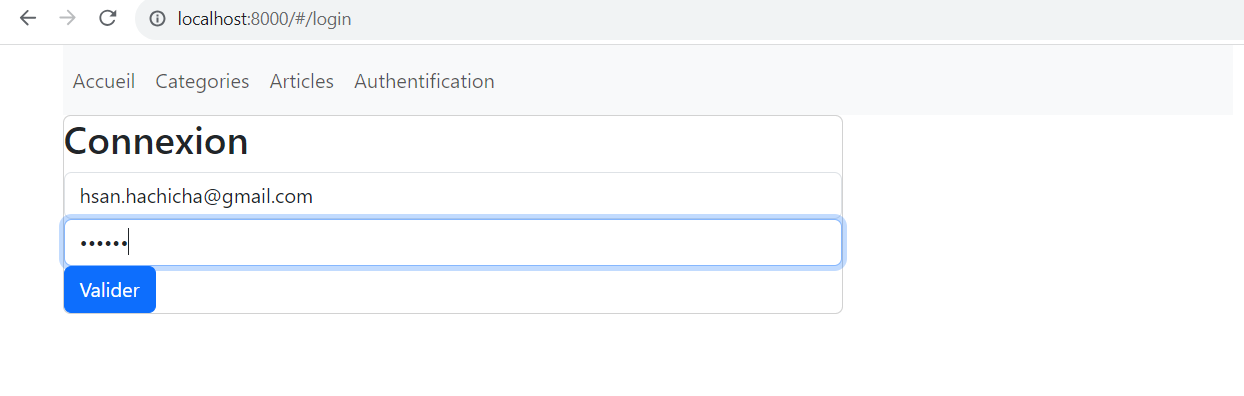 localhost:8000/#/login
Accueil Categories Articles Authentification
Connexion
hsan.hachicha@gmail.com
••••••
Valider